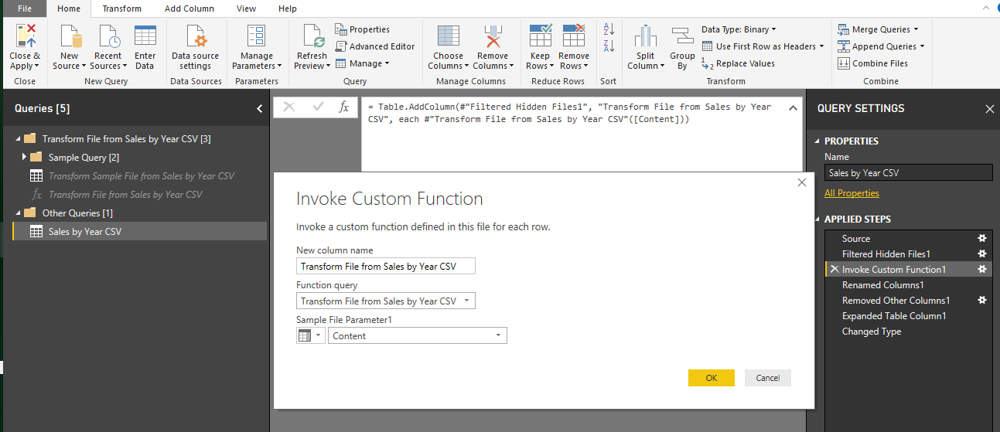 File Home Transform Add Column View Help
Close & Apply
New Source
Recent Sources
Enter Data
Data source settings
Manage Parameters
Refresh Preview
Properties
Advanced Editor
Manage
Choose Columns
Remove Columns
Keep Rows
Remove Rows
A
Z
Z
A
Split Column
Group By
Data Type: Binary
Use First Row as Headers
1
2 Replace Values
Merge Queries
Append Queries
Combine Files
Close New Query Data Sources Parameters Query Manage Columns Reduce Rows Sort Transform Combine
Queries [5]
Transform File from Sales by Year CSV [3]
Sample Query [2]
Transform Sample File from Sales by Year CSV
fx Transform File from Sales by Year CSV
Other Queries [1]
Sales by Year CSV
fx
= Table.AddColumn(#"Filtered Hidden Files1", "Transform File from Sales by Year
CSV", each #"Transform File from Sales by Year CSV"([Content]))
Invoke Custom Function
Invoke a custom function defined in this file for each row.
New column name
Transform File from Sales by Year CSV
Function query
Transform File from Sales by Year CSV
Sample File Parameter1
Content
OK Cancel
QUERY SETTINGS
PROPERTIES
Name
Sales by Year CSV
All Properties
APPLIED STEPS
Source
Filtered Hidden Files1
Invoke Custom Function1
Renamed Columns1
Removed Other Columns1
Expanded Table Column1
Changed Type